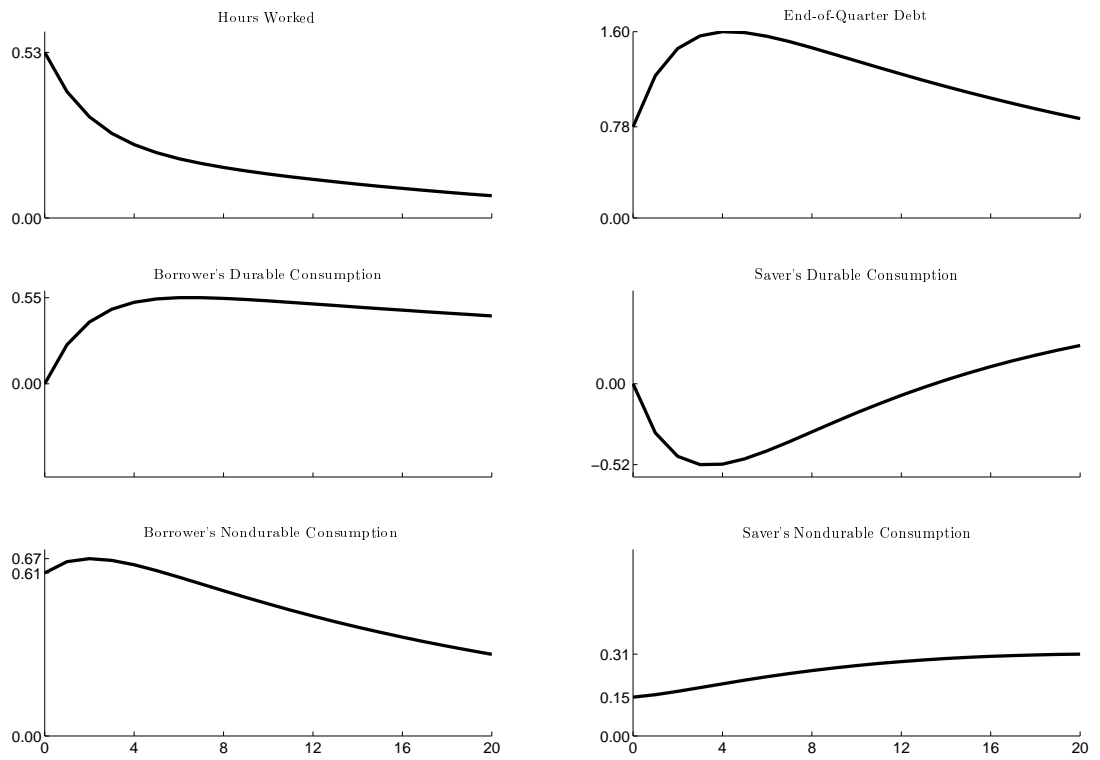 Hours Worked
0.53
0.00
End-of-Quarter Debt
1.60
0.78
0.00
Borrower's Durable Consumption
0.55
0.00
Saver's Durable Consumption
0.00
−0.52
Borrower's Nondurable Consumption
0.67
0.61
0.00
0 4 8 12 16 20
Saver's Nondurable Consumption
0.31
0.15
0.00
0 4 8 12 16 20